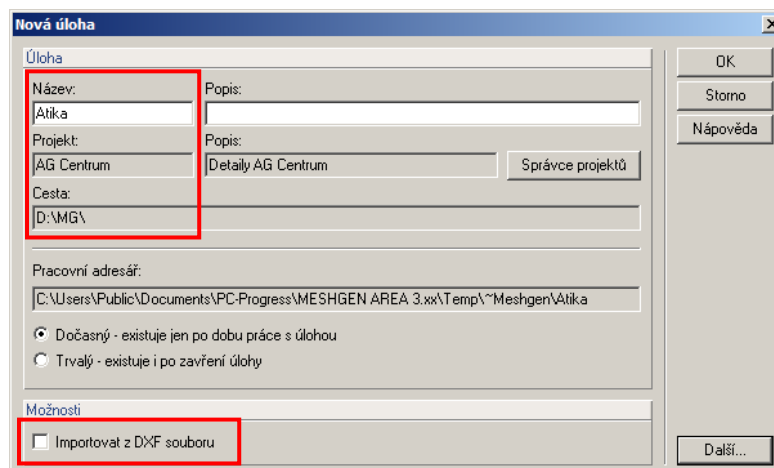 Nová úloha
Úloha
OK
Název:
Popis:
Storno
Atika
Nápověda
Projekt:
Popis:
AG Centrum
Detaily AG Centrum
Správce projektů
Cesta:
D:\MG\
Pracovní adresář:
C:\Users\Public\Documents\PC-Progress\MESHGEN AREA 3.xx\Temp\~Meshgen\Atika
Dočasný - existuje jen po dobu práce s úlohou
Trvalý - existuje i po zavření úlohy
Možnosti
Importovat z DXF souboru
Další...